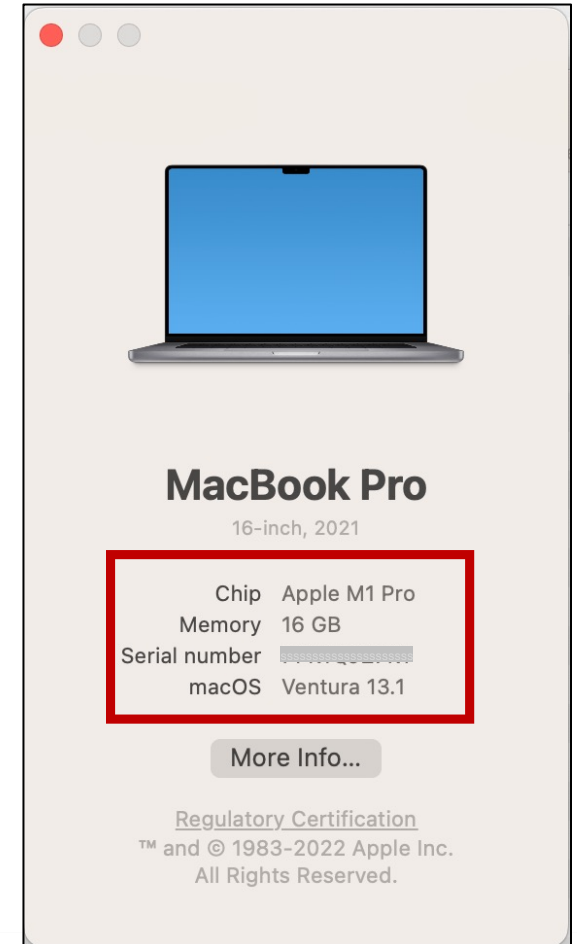 MacBook Pro
16-inch, 2021
Chip Apple M1 Pro
Memory 16 GB
Serial number
macOS Ventura 13.1
More Info...
Regulatory Certification
™ and © 1983-2022 Apple Inc.
All Rights Reserved.